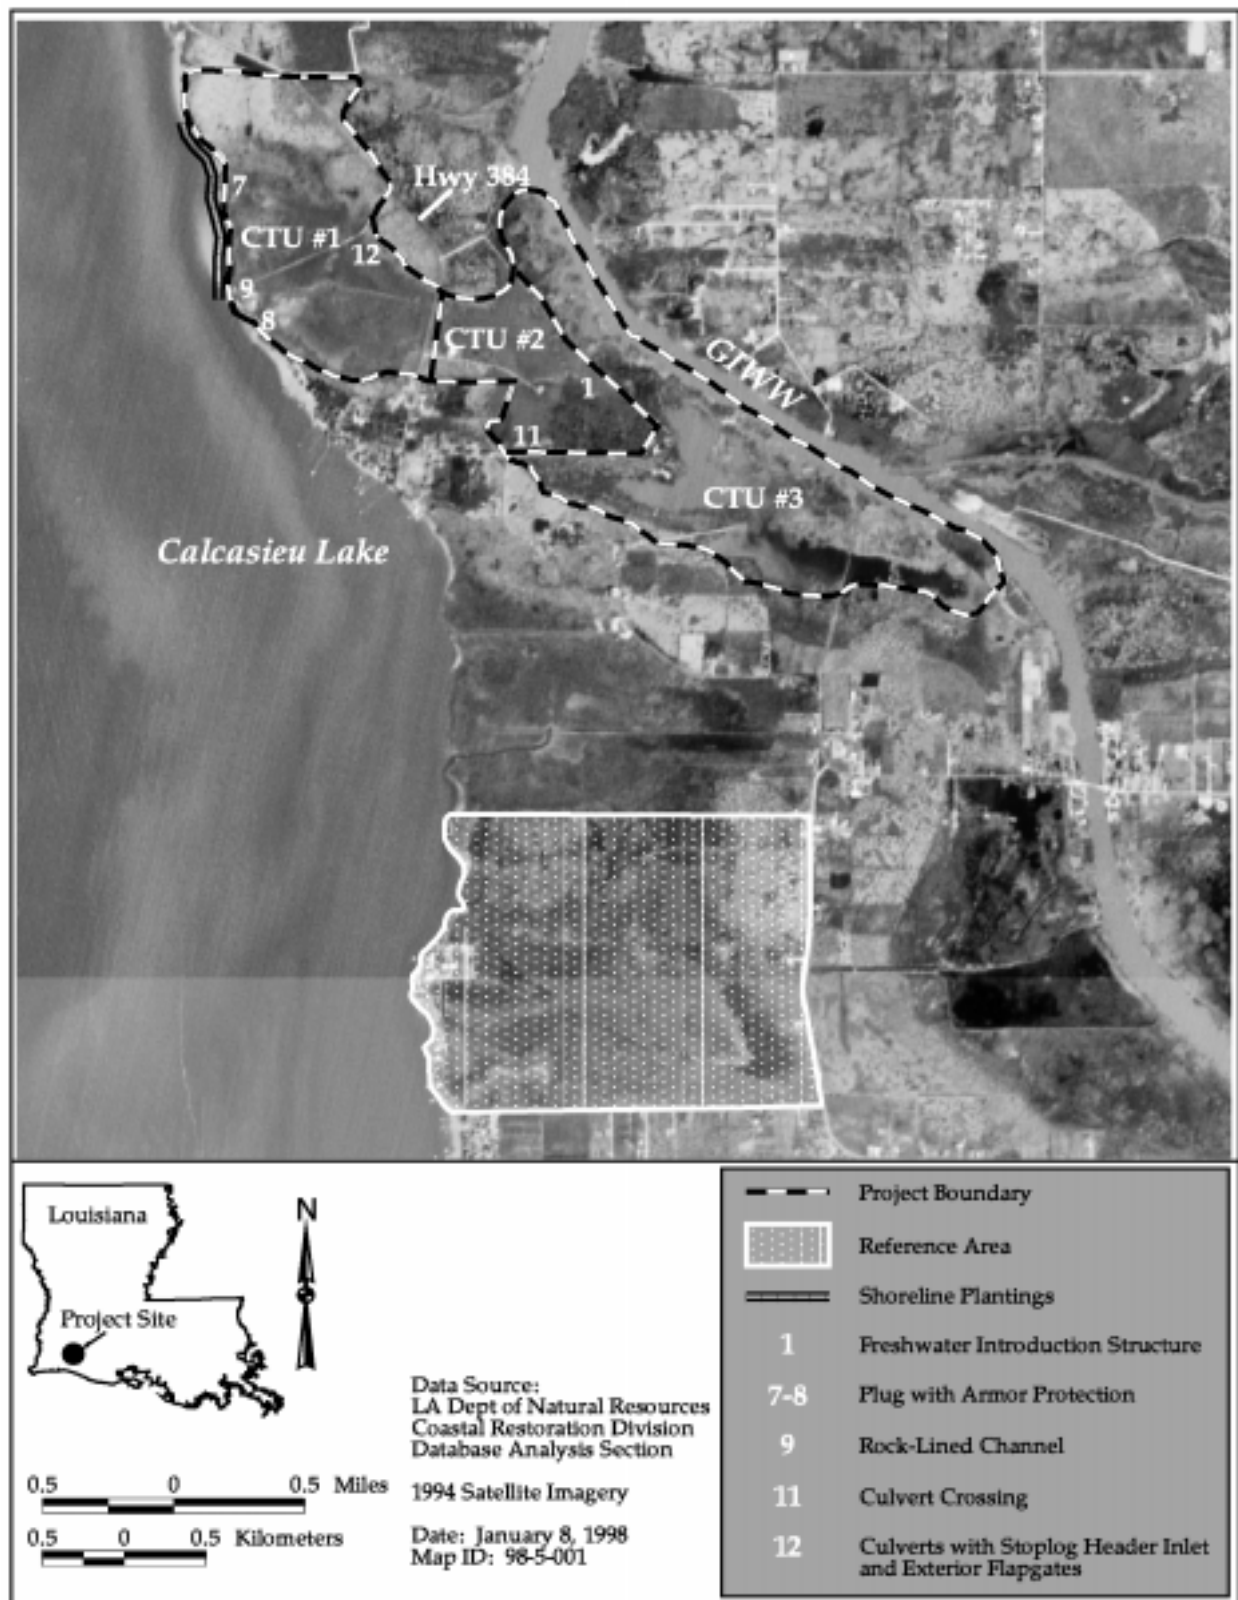 Hwy 384
7
CTU #1
12
9
8
CTU #2
GIWW
1
11
CTU #3
Calcasieu Lake
Louisiana
Project Site
N
0.5 0 0.5 Miles
0.5 0 0.5 Kilometers
Data Source:
LA Dept of Natural Resources
Coastal Restoration Division
Database Analysis Section
1994 Satellite Imagery
Date: January 8, 1998
Map ID: 98-5-001
Project Boundary
Reference Area
Shoreline Plantings
1 Freshwater Introduction Structure
7-8 Plug with Armor Protection
9 Rock-Lined Channel
11 Culvert Crossing
12 Culverts with Stoplog Header Inlet
and Exterior Flapgates